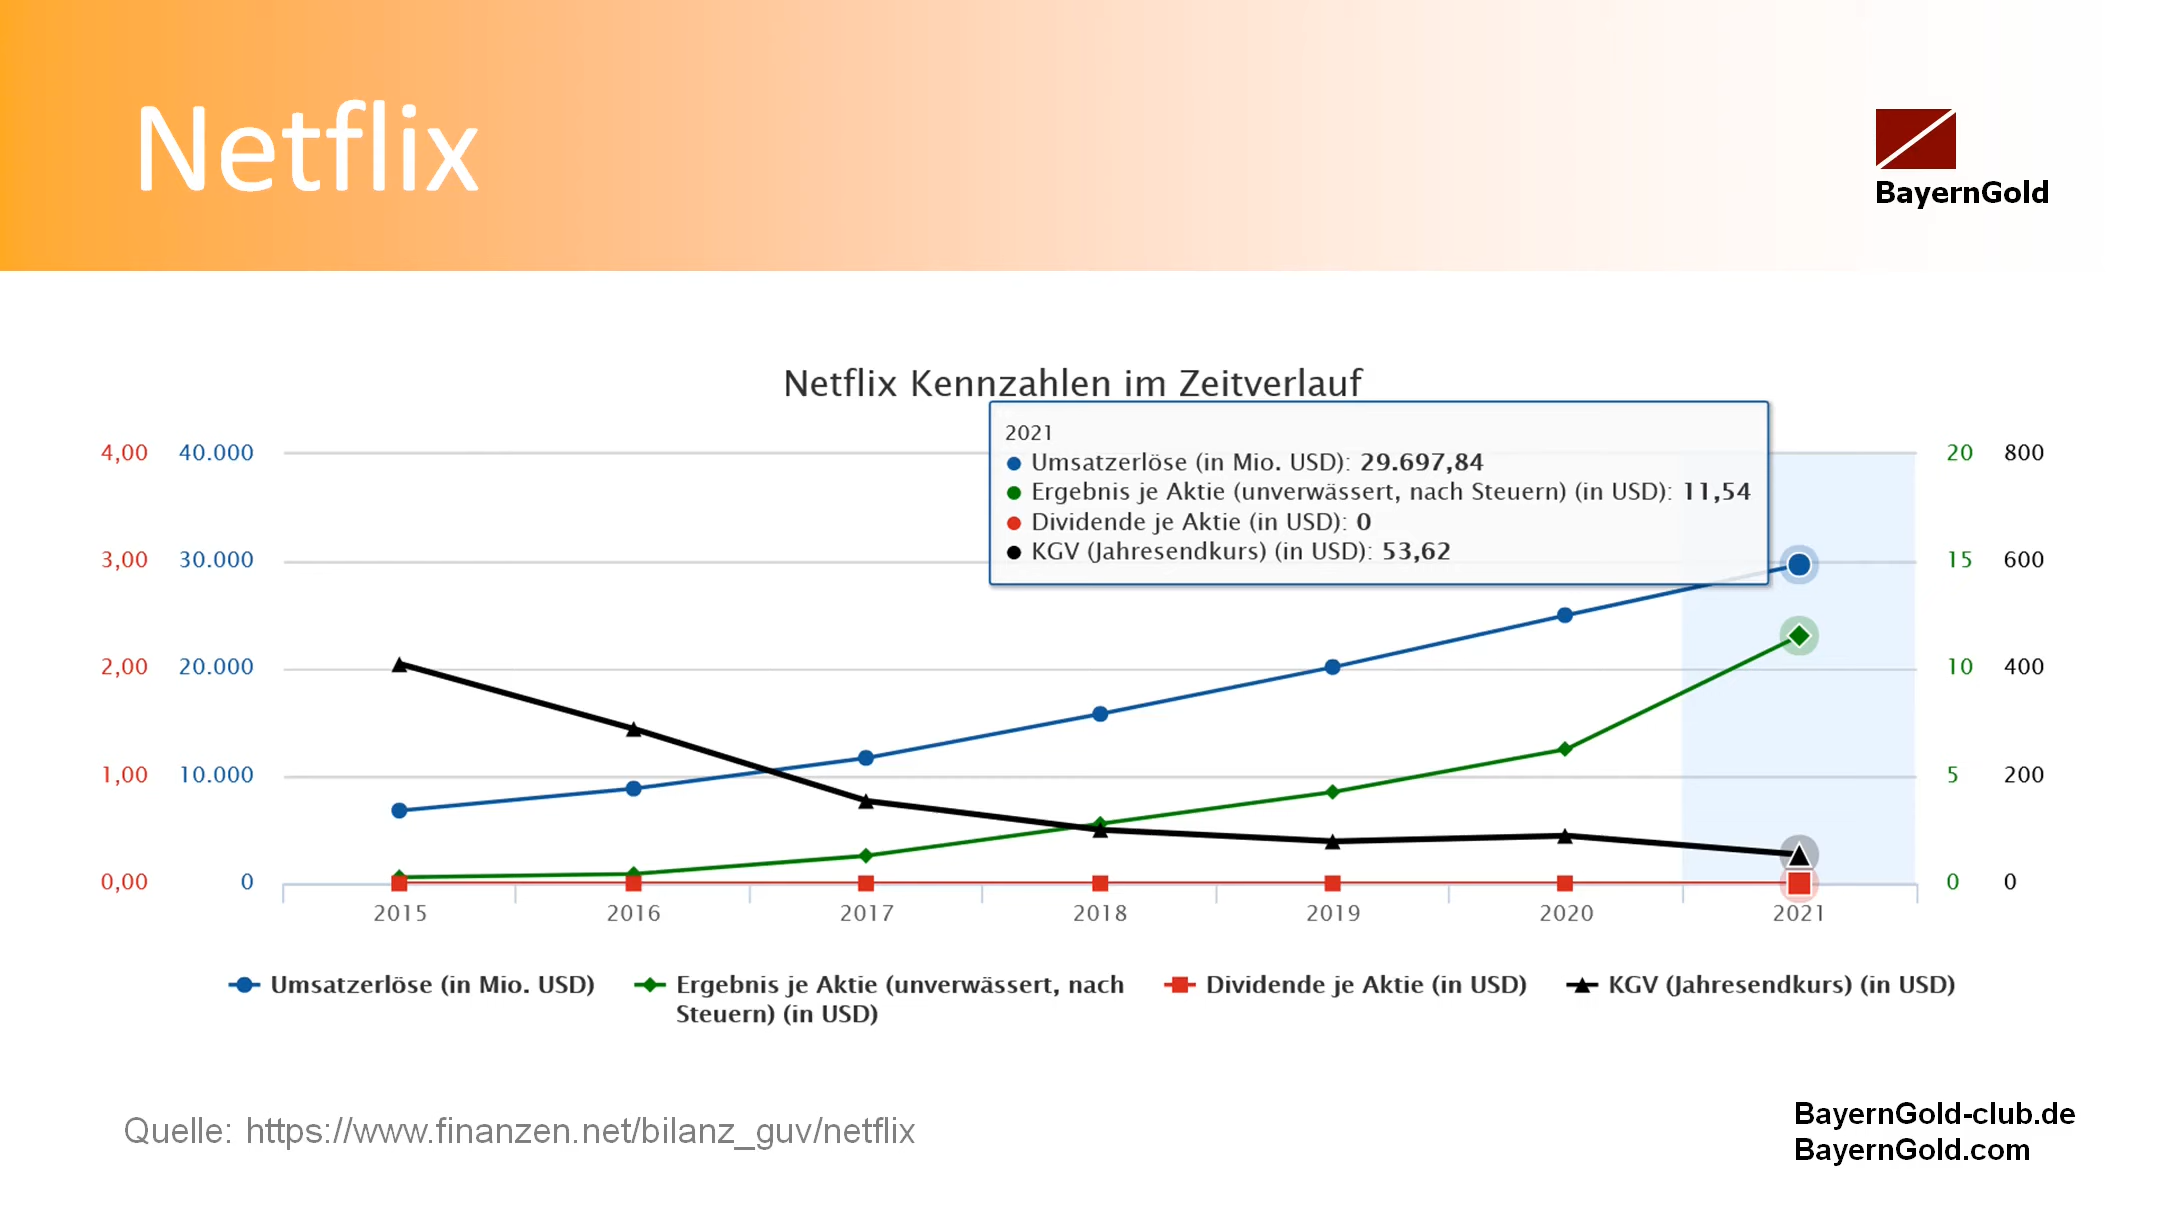 Netflix
BayernGold
Netflix Kennzahlen im Zeitverlauf
2021
Umsatzerlöse (in Mio. USD): 29.697,84
Ergebnis je Aktie (unverwässert, nach Steuern) (in USD): 11,54
Dividende je Aktie (in USD): 0
KGV (Jahresendkurs) (in USD): 53,62
4,00 40.000 20 800
3,00 30.000 15 600
2,00 20.000 10 400
1,00 10.000 5 200
0,00 0 0 0
2015 2016 2017 2018 2019 2020 2021
Umsatzerlöse (in Mio. USD)
Ergebnis je Aktie (unverwässert, nach
Steuern) (in USD)
Dividende je Aktie (in USD)
KGV (Jahresendkurs) (in USD)
Quelle: https://www.finanzen.net/bilanz_guv/netflix
BayernGold-club.de
BayernGold.com